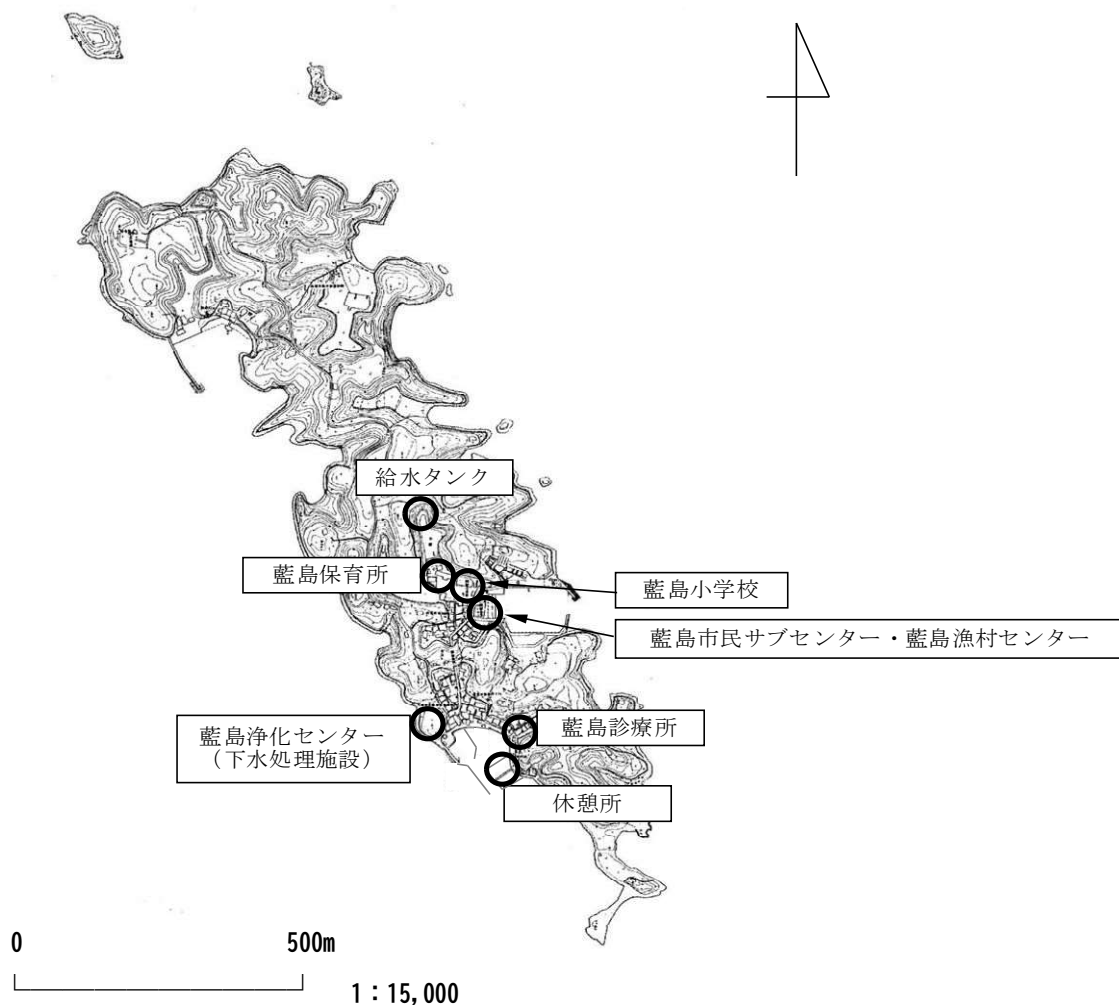 給水タンク
藍島保育所
藍島小学校
藍島市民サブセンター・藍島漁村センター
藍島浄化センター
（下水処理施設）
藍島診療所
休憩所
0
500m
1：15,000